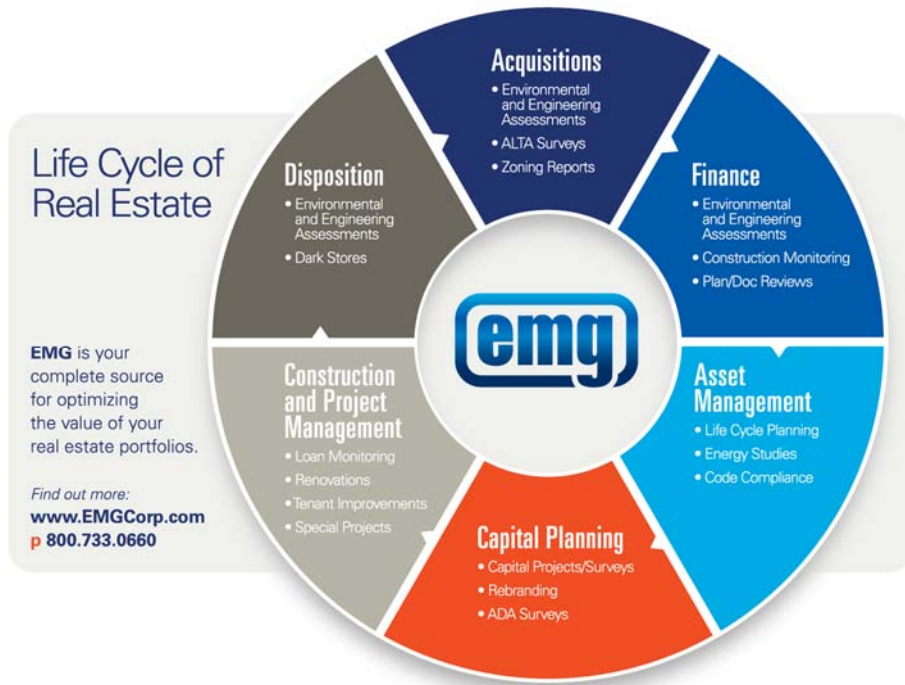 Life Cycle of
Real Estate
EMG is your
complete source
for optimizing
the value of your
real estate portfolios.
Find out more:
www.EMGCorp.com
p 800.733.0660
Acquisitions
• Environmental
and Engineering
Assessments
• ALTA Surveys
• Zoning Reports
Finance
• Environmental
and Engineering
Assessments
• Construction Monitoring
• Plan/Doc Reviews
Asset
Management
• Life Cycle Planning
• Energy Studies
• Code Compliance
Capital Planning
• Capital Projects/Surveys
• Rebranding
• ADA Surveys
Construction
and Project
Management
• Loan Monitoring
• Renovations
• Tenant Improvements
• Special Projects
Disposition
• Environmental
and Engineering
Assessments
• Dark Stores
emg